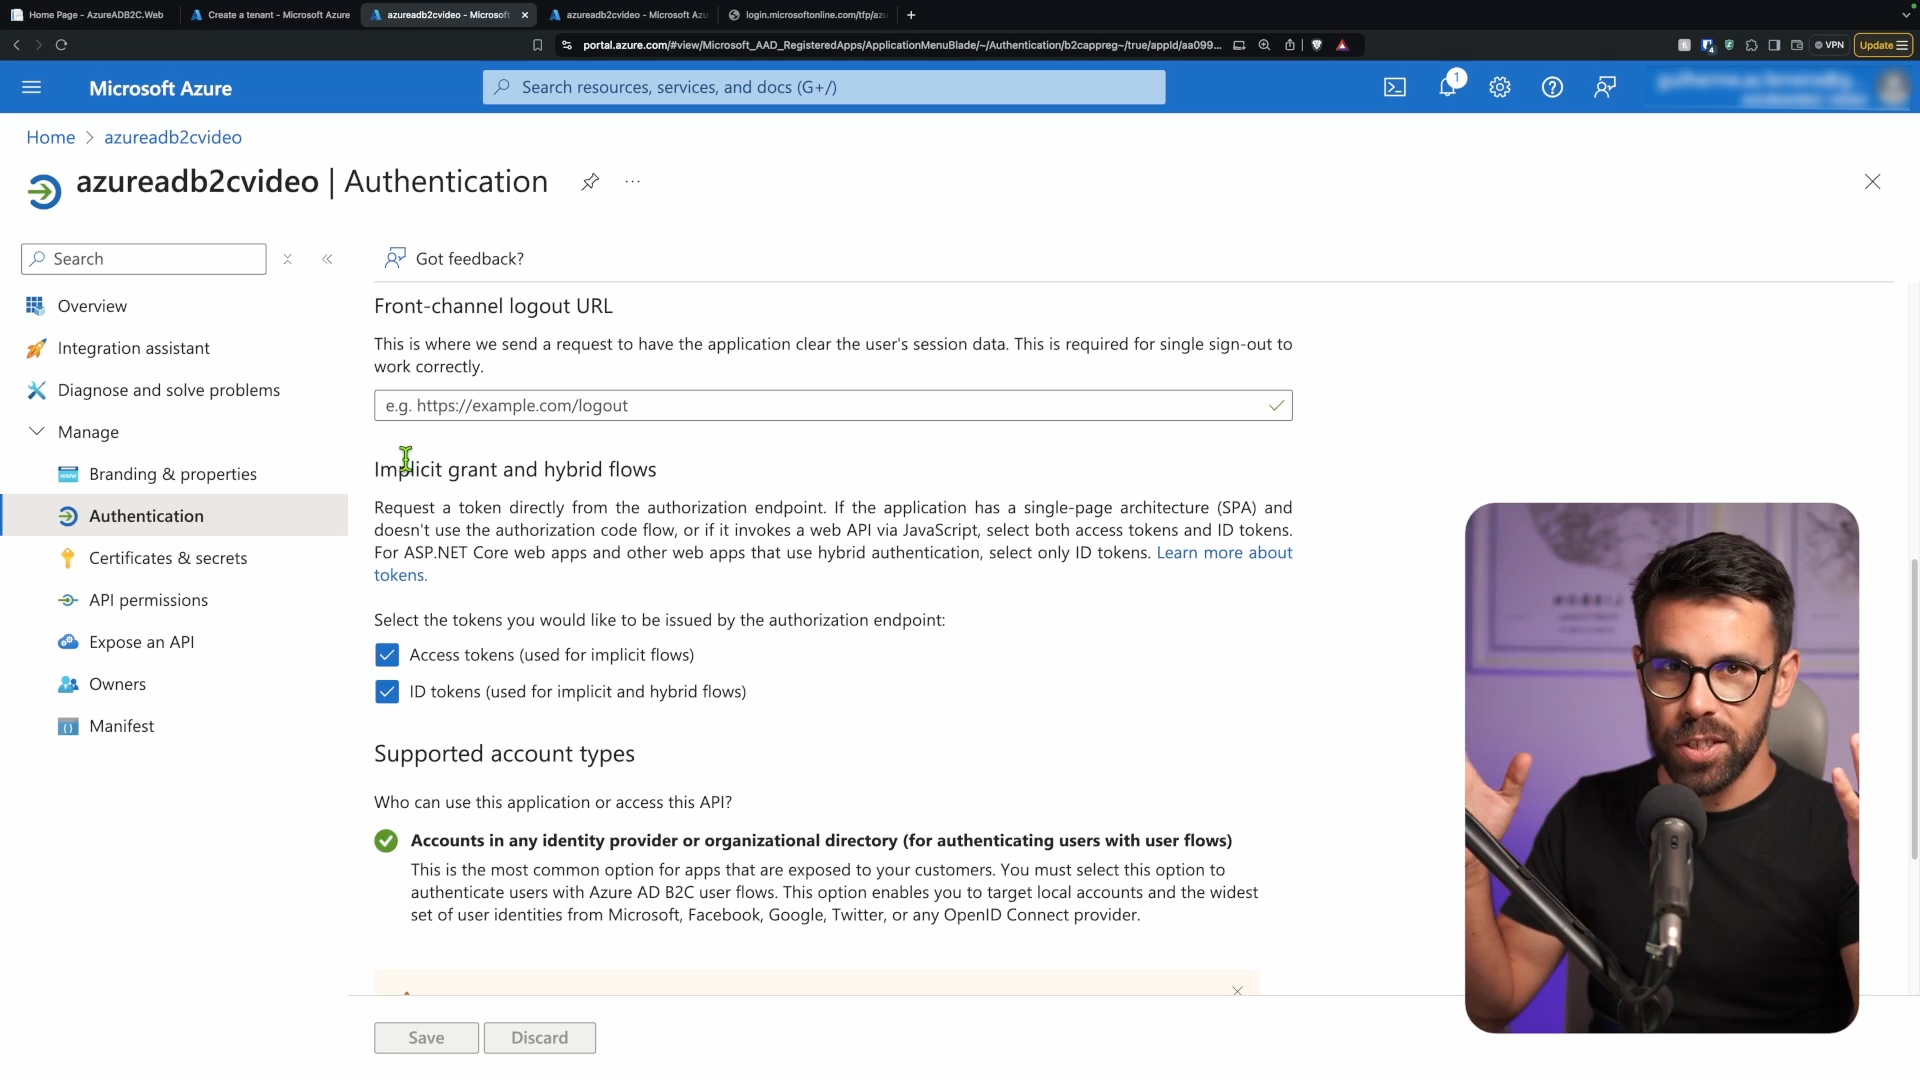 Home Page - AzureADB2C.Web
Create a tenant - Microsoft Azure
azureadb2cvideo - Microsoft
azureadb2cvideo - Microsoft Azu
login.microsoftonline.com/tfp/azu
portal.azure.com/#view/Microsoft_AAD_RegisteredApps/ApplicationMenuBlade/~/Authentication/b2cappreg~/true/appId/aa099...
VPN
Update
Microsoft Azure
Search resources, services, and docs (G+/)
1
Home > azureadb2cvideo
azureadb2cvideo | Authentication
Search
Got feedback?
Overview
Integration assistant
Diagnose and solve problems
Manage
Branding & properties
Authentication
Certificates & secrets
API permissions
Expose an API
Owners
Manifest
Front-channel logout URL
This is where we send a request to have the application clear the user's session data. This is required for single sign-out to
work correctly.
e.g. https://example.com/logout
Implicit grant and hybrid flows
Request a token directly from the authorization endpoint. If the application has a single-page architecture (SPA) and
doesn't use the authorization code flow, or if it invokes a web API via JavaScript, select both access tokens and ID tokens.
For ASP.NET Core web apps and other web apps that use hybrid authentication, select only ID tokens. Learn more about
tokens.
Select the tokens you would like to be issued by the authorization endpoint:
Access tokens (used for implicit flows)
ID tokens (used for implicit and hybrid flows)
Supported account types
Who can use this application or access this API?
Accounts in any identity provider or organizational directory (for authenticating users with user flows)
This is the most common option for apps that are exposed to your customers. You must select this option to
authenticate users with Azure AD B2C user flows. This option enables you to target local accounts and the widest
set of user identities from Microsoft, Facebook, Google, Twitter, or any OpenID Connect provider.
Save
Discard